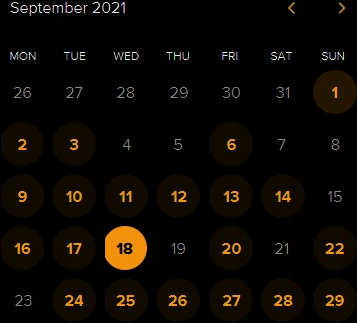 September 2021
MON TUE WED THU FRI SAT SUN
26 27 28 29 30 31 1
2 3 4 5 6 7 8
9 10 11 12 13 14 15
16 17 18 19 20 21 22
23 24 25 26 27 28 29